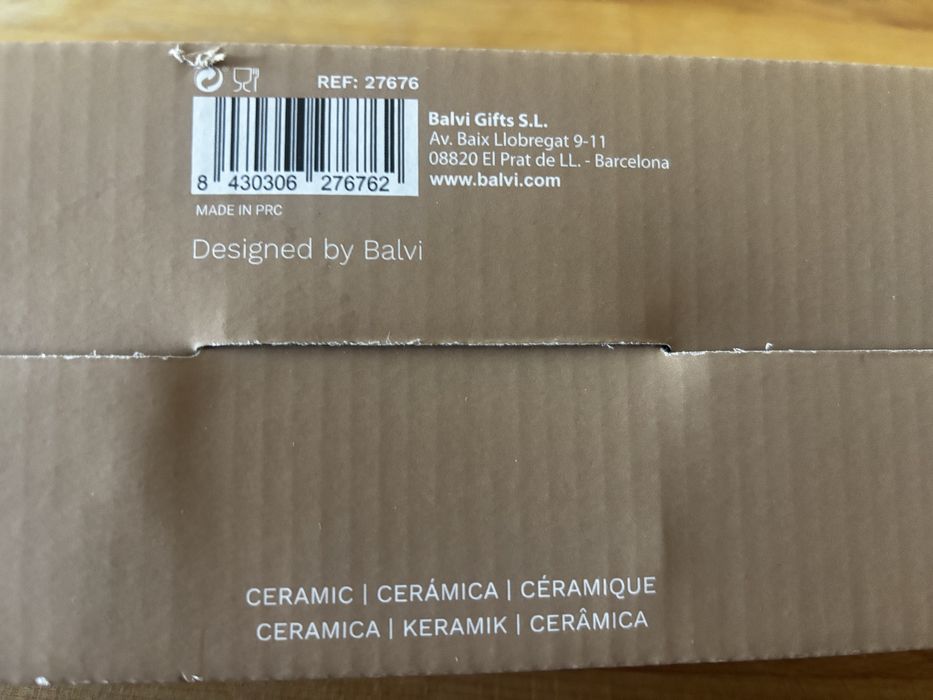 REF: 27676
8 430306 276762
Balvi Gifts S.L.
Av. Baix Llobregat 9-11
08820 El Prat de LL. - Barcelona
www.balvi.com
MADE IN PRC
Designed by Balvi
CERAMIC | CERÁMICA | CÉRAMIQUE
CERAMICA | KERAMIK | CERÂMICA